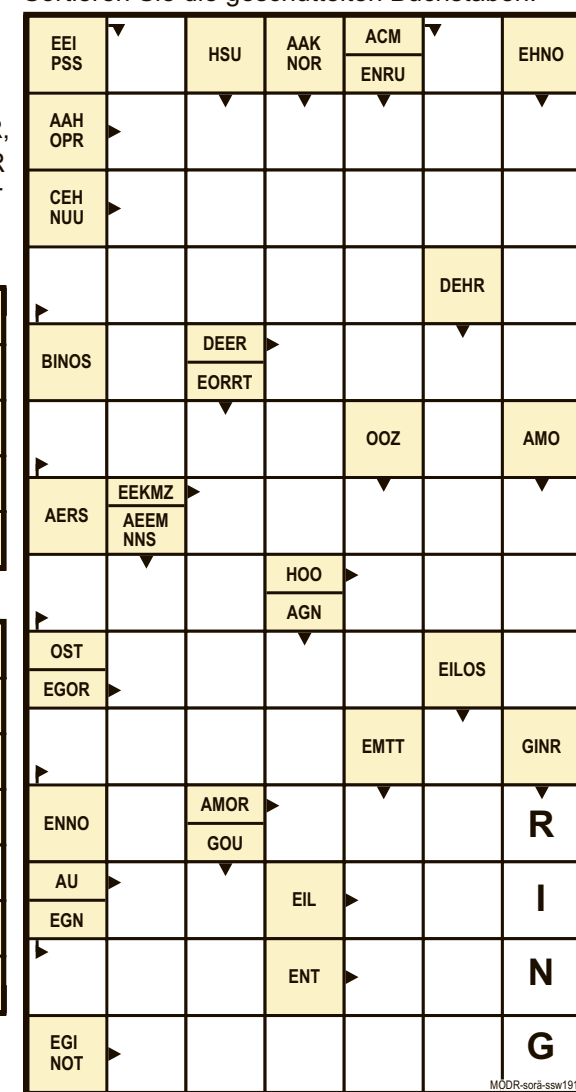 Sortieren Sie die geschüttelten Buchstaben.
EEI
PSS
HSU
AAK
NOR
ACM
ENRU
EHNO
AAH
OPR
CEH
NUU
DEHR
BINOS
DEER
EORRT
OOZ
AMO
AERS
EEKMZ
AEEM
NNS
HOO
AGN
OST
EGOR
EILOS
EMTT
GINR
ENNO
AMOR
GOU
R
AU
EGN
EIL
I
ENT
N
EGI
NOT
G
MODR-sorä-ssw191